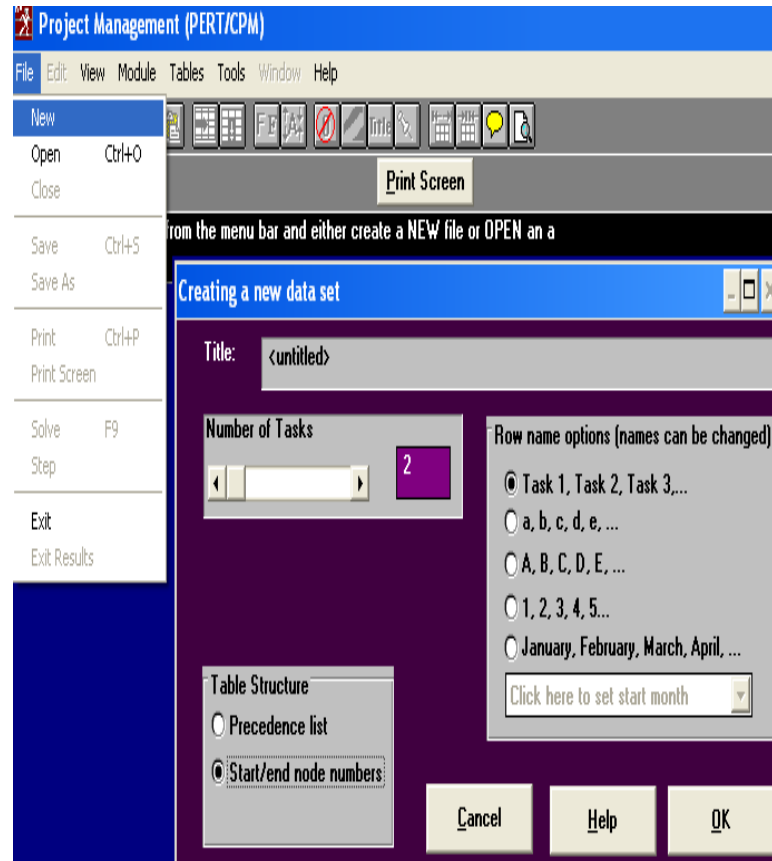 Project Management (PERT/CPM)
File Edit View Module Tables Tools Window Help
New
Open Ctrl+O
Close
Save Ctrl+S
Save As
Print Ctrl+P
Print Screen
Solve F9
Step
Exit
Exit Results
Title
Print Screen
from the menu bar and either create a NEW file or OPEN an a
Creating a new data set
Title: <untitled>
Number of Tasks
2
Row name options (names can be changed)
Task 1, Task 2, Task 3,...
a, b, c, d, e, ...
A, B, C, D, E, ...
1, 2, 3, 4, 5...
January, February, March, April, ...
Click here to set start month
Table Structure
Precedence list
Start/end node numbers
Cancel Help OK